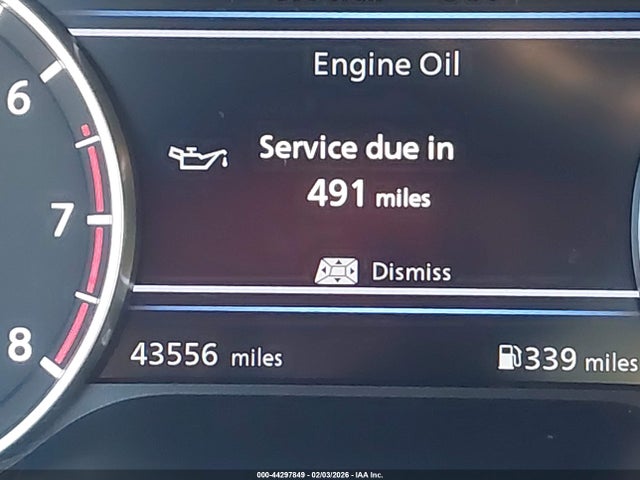 Engine Oil
6
Service due in
491 miles
7
Dismiss
8
43556 miles
339 miles
000-44297849 - 02/03/2026 - IAA Inc.